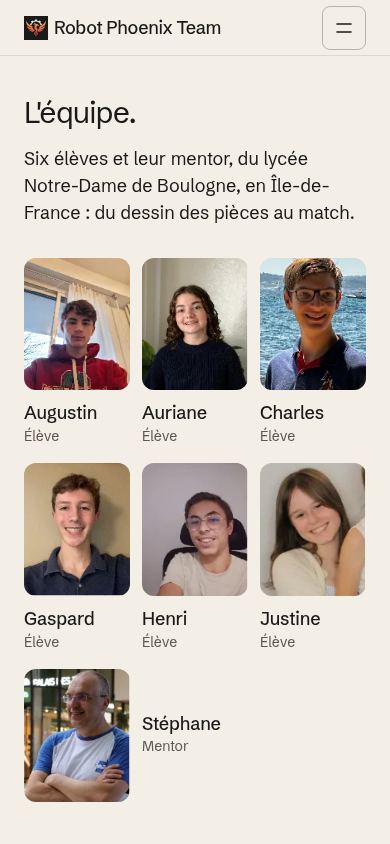 Robot Phoenix Team
L'équipe.
Six élèves et leur mentor, du lycée
Notre-Dame de Boulogne, en Île-de-
France : du dessin des pièces au match.
Augustin
Élève
Auriane
Élève
Charles
Élève
Gaspard
Élève
Henri
Élève
Justine
Élève
Stéphane
Mentor